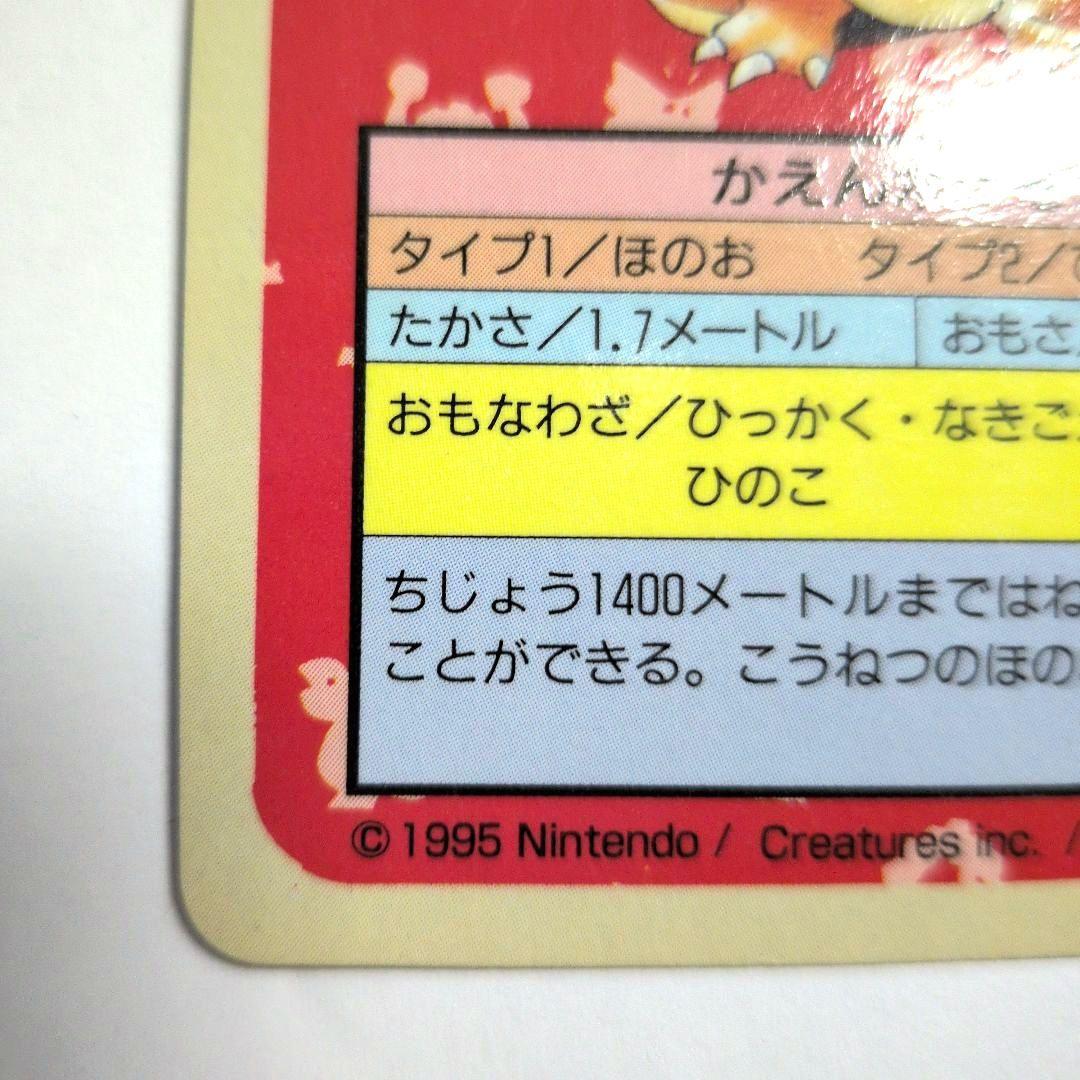 かえん
タイプ1／ほのお　タイプ2／
たかさ／1.7メートル　おもさ／
おもなわざ／ひっかく・なきご
ひのこ
ちじょう1400メートルまではね
ことができる。こうねつのほの
© 1995 Nintendo / Creatures inc. /